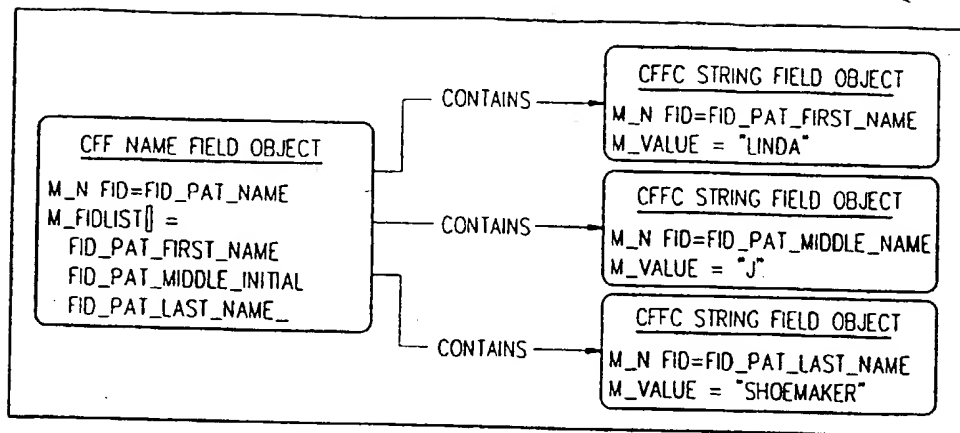 CFF NAME FIELD OBJECT
M_N FID=FID_PAT_NAME
M_FIDLIST[] =
FID_PAT_FIRST_NAME
FID_PAT_MIDDLE_INITIAL
FID_PAT_LAST_NAME_
CONTAINS
CFFC STRING FIELD OBJECT
M_N FID=FID_PAT_FIRST_NAME
M_VALUE = "LINDA"
CONTAINS
CFFC STRING FIELD OBJECT
M_N FID=FID_PAT_MIDDLE_NAME
M_VALUE = "J"
CONTAINS
CFFC STRING FIELD OBJECT
M_N FID=FID_PAT_LAST_NAME
M_VALUE = "SHOEMAKER"